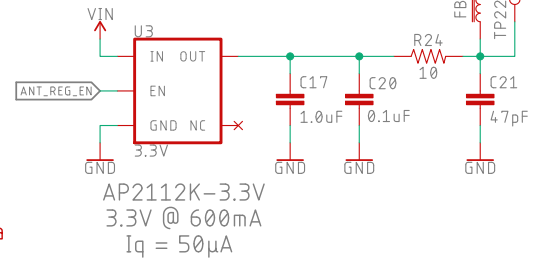 VIN
U3
IN OUT
EN
GND NC
3.3V
ANT_REG_EN
GND
C17
1.0uF
GND
C20
0.1uF
GND
R24
10
FB
TP22
C21
47pF
GND
AP2112K-3.3V
3.3V @ 600mA
Iq = 50µA
a